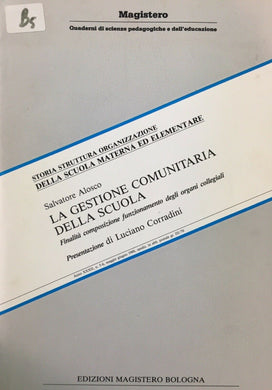 B5
Magistero
Quaderni di scienze pedagogiche e dell'educazione
STORIA STRUTTURA ORGANIZZAZIONE
DELLA SCUOLA MATERNA ED ELEMENTARE
Salvatore Alosco
LA GESTIONE COMUNITARIA
DELLA SCUOLA
Finalità composizione funzionamento degli organi collegiali
Presentazione di Luciano Corradini
EDIZIONI MAGISTERO BOLOGNA